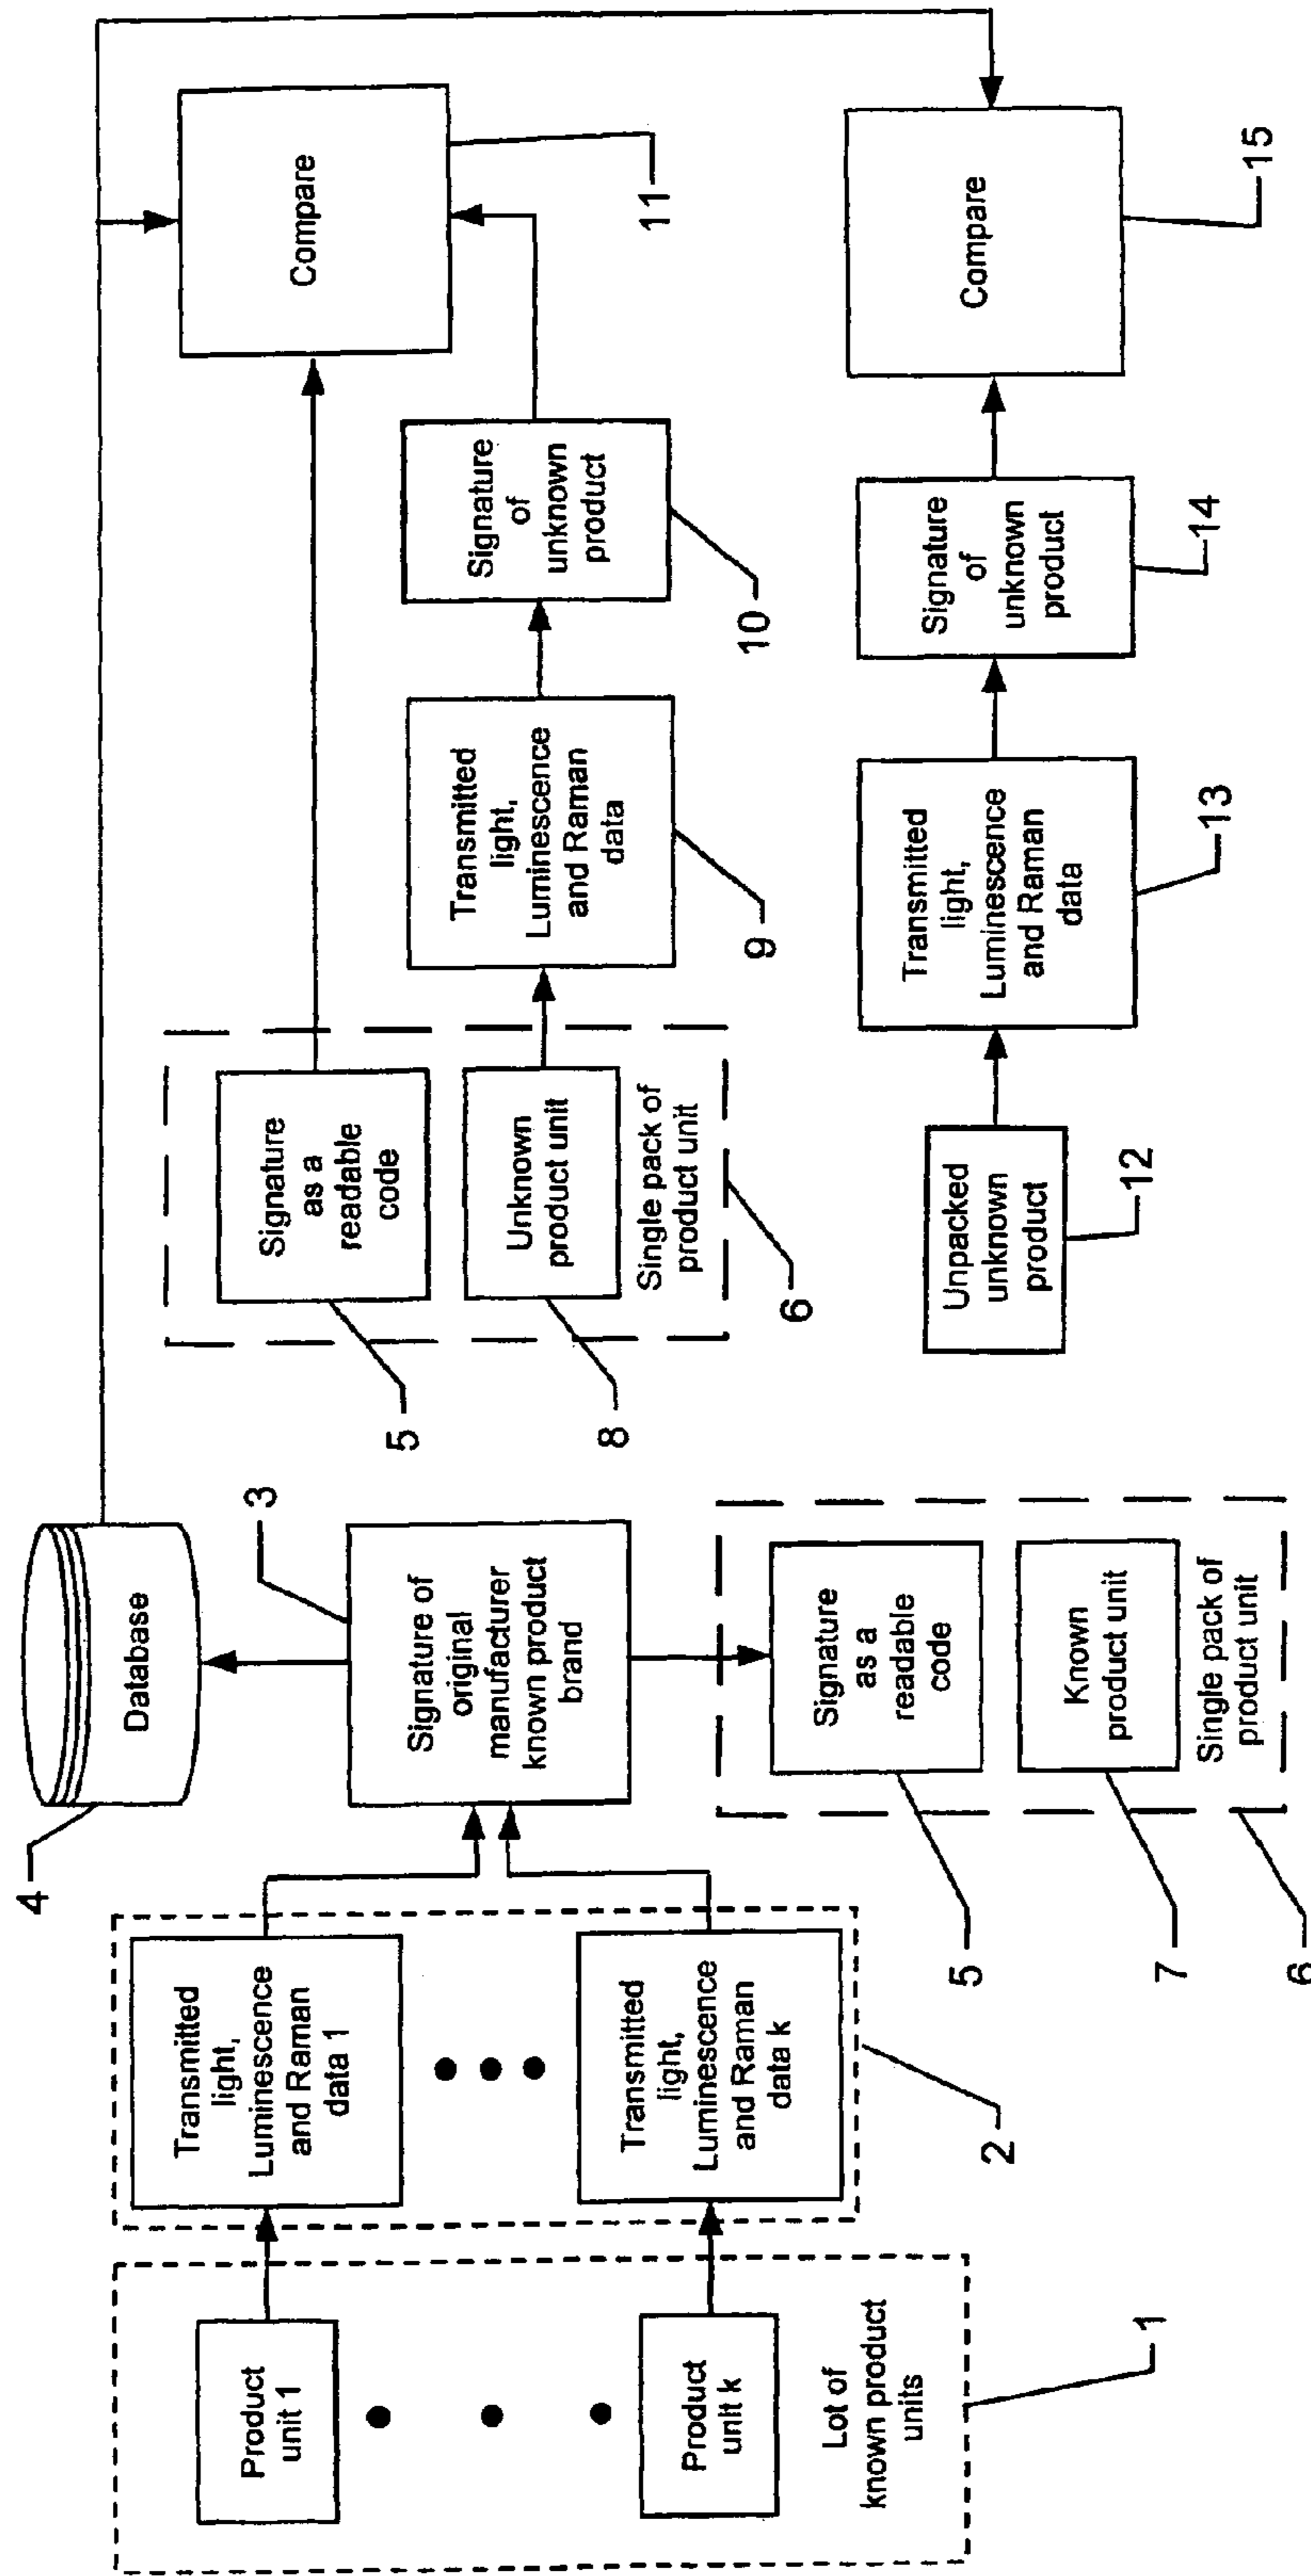 Product
unit 1
Product
unit k
Lot of
known product
units
1
Transmitted
light,
Luminescence
and Raman
data 1
Transmitted
light,
Luminescence
and Raman
data k
2
4
Database
3
Signature of
original
manufacturer
known product
brand
Signature
as a
readable
code
Known
product unit
Single pack of
product unit
5
7
6
Signature
as a
readable
code
Unknown
product unit
Single pack of
product unit
5
8
6
Transmitted
light,
Luminescence
and Raman
data
9
Signature
of
unknown
product
10
Compare
11
Unpacked
unknown
product
12
Transmitted
light,
Luminescence
and Raman
data
13
Signature
of
unknown
product
14
Compare
15